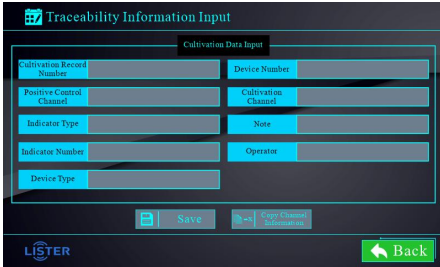 Traceability Information Input
Cultivation Data Input
Cultivation Record
Number
Device Number
Positive Control
Channel
Cultivation
Channel
Indicator Type
Note
Indicator Number
Operator
Device Type
Save
Copy Channel
Information
LISTER
Back